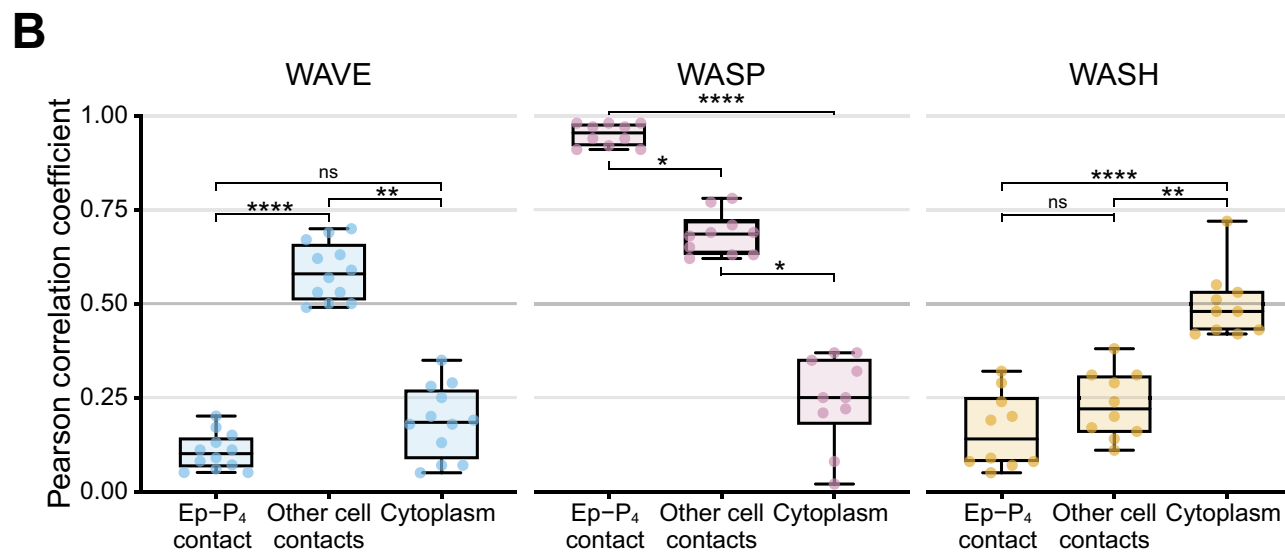 B
WAVE WASP WASH
Pearson correlation coefficient
1.00
0.75
0.50
0.25
0.00
ns
**
****
****
*
*
****
**
ns
Ep−P₄ contact
Other cell contacts
Cytoplasm
Ep−P₄ contact
Other cell contacts
Cytoplasm
Ep−P₄ contact
Other cell contacts
Cytoplasm